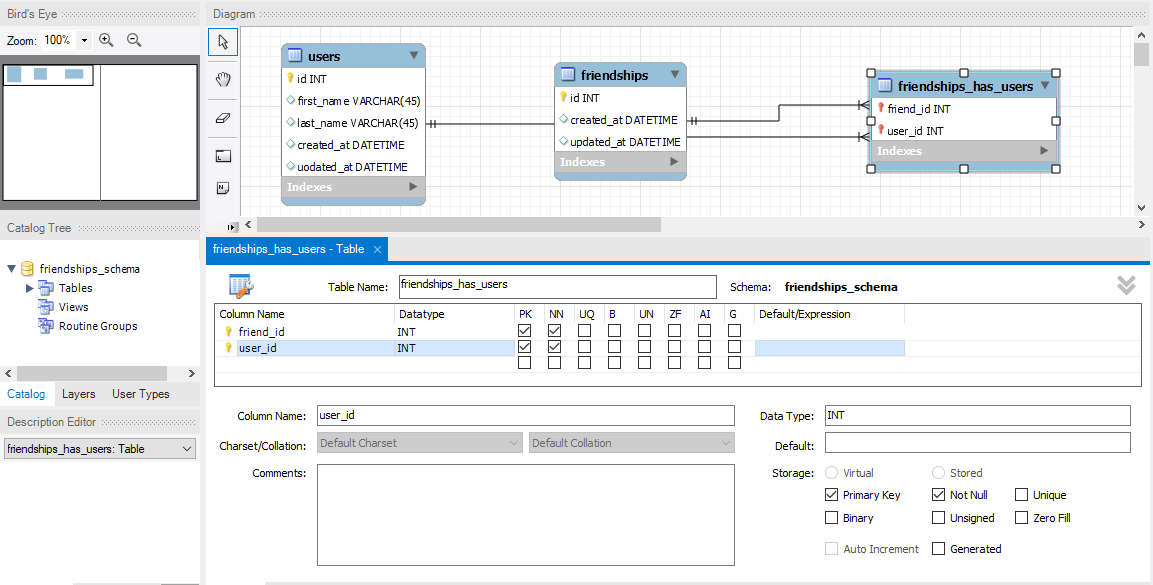 Bird's Eye
Zoom: 100%
Diagram
users
id INT
first_name VARCHAR(45)
last_name VARCHAR(45)
created_at DATETIME
uodated_at DATETIME
Indexes
friendships
id INT
created_at DATETIME
updated_at DATETIME
Indexes
friendships_has_users
friend_id INT
user_id INT
Indexes
Catalog Tree
friendships_schema
Tables
Views
Routine Groups
Catalog Layers User Types
Description Editor
friendships_has_users: Table
friendships_has_users - Table
Table Name: friendships_has_users Schema: friendships_schema
Column Name Datatype PK NN UQ B UN ZF AI G Default/Expression
friend_id INT
user_id INT
Column Name: user_id Data Type: INT
Charset/Collation: Default Charset Default Collation Default:
Comments: Storage: Virtual Stored
Primary Key Not Null Unique
Binary Unsigned Zero Fill
Auto Increment Generated